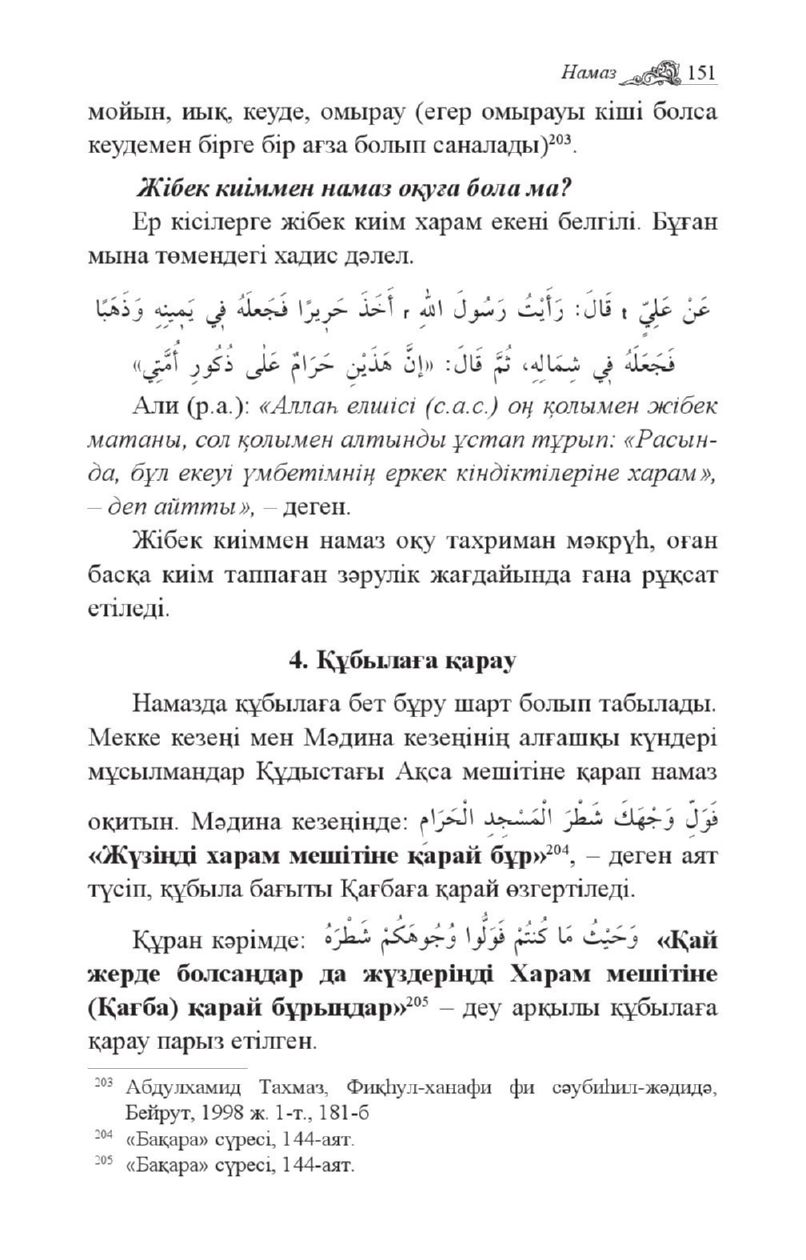 Намаз 151
мойын, иық, кеуде, омырау (егер омырауы кіші болса
кеудемен бірге бір ағза болып саналады)²⁰³.
Жібек киіммен намаз оқуға бола ма?
Ер кісілерге жібек киім харам екені белгілі. Бұған
мына төмендегі хадис дәлел.
عَنْ عَلِيٍّ t قَالَ: رَأَيْتُ رَسُولَ الله r أَخَذَ حَرِيرًا فَجَعلَهُ فِي يَمِينِهِ وَذَهَبًا
فَجَعَلَهُ فِي شِمَالِهِ، ثُمَّ قَالَ: «إِنَّ هَذَيْنِ حَرَامٌ عَلَى ذُكُورِ أُمَّتِي»
Али (р.а.): «Аллаһ елшісі (с.а.с.) оң қолымен жібек
матаны, сол қолымен алтынды ұстап тұрып: «Расын-
да, бұл екеуі үмбетімнің еркек кіндіктілеріне харам»,
– деп айтты», – деген.
Жібек киіммен намаз оқу тахриман мәкрүһ, оған
басқа киім таппаған зәрулік жағдайында ғана рұқсат
етіледі.
4. Құбылаға қарау
Намазда құбылаға бет бұру шарт болып табылады.
Мекке кезеңі мен Мәдина кезеңінің алғашқы күндері
мұсылмандар Құдыстағы Ақса мешітіне қарап намаз
оқитын. Мәдина кезеңінде: فَوَلِّ وَجْهَكَ شَطْرَ الْمَسْجِدِ الْحَرَامِ
«Жүзіңді харам мешітіне қарай бұр»²⁰⁴, – деген аят
түсіп, құбыла бағыты Қағбаға қарай өзгертіледі.
Құран кәрімде: وَحَيْثُ مَا كُنتُمْ فَوَلُّوا وُجُوهَكُمْ شَطْرَهُ «Қай
жерде болсаңдар да жүздеріңді Харам мешітіне
(Қағба) қарай бұрыңдар»²⁰⁵ – деу арқылы құбылаға
қарау парыз етілген.
²⁰³ Абдулхамид Тахмаз, Фиқһул-ханафи фи сәубиһил-жәдидә,
Бейрут, 1998 ж. 1-т., 181-б
²⁰⁴ «Бақара» сүресі, 144-аят.
²⁰⁵ «Бақара» сүресі, 144-аят.